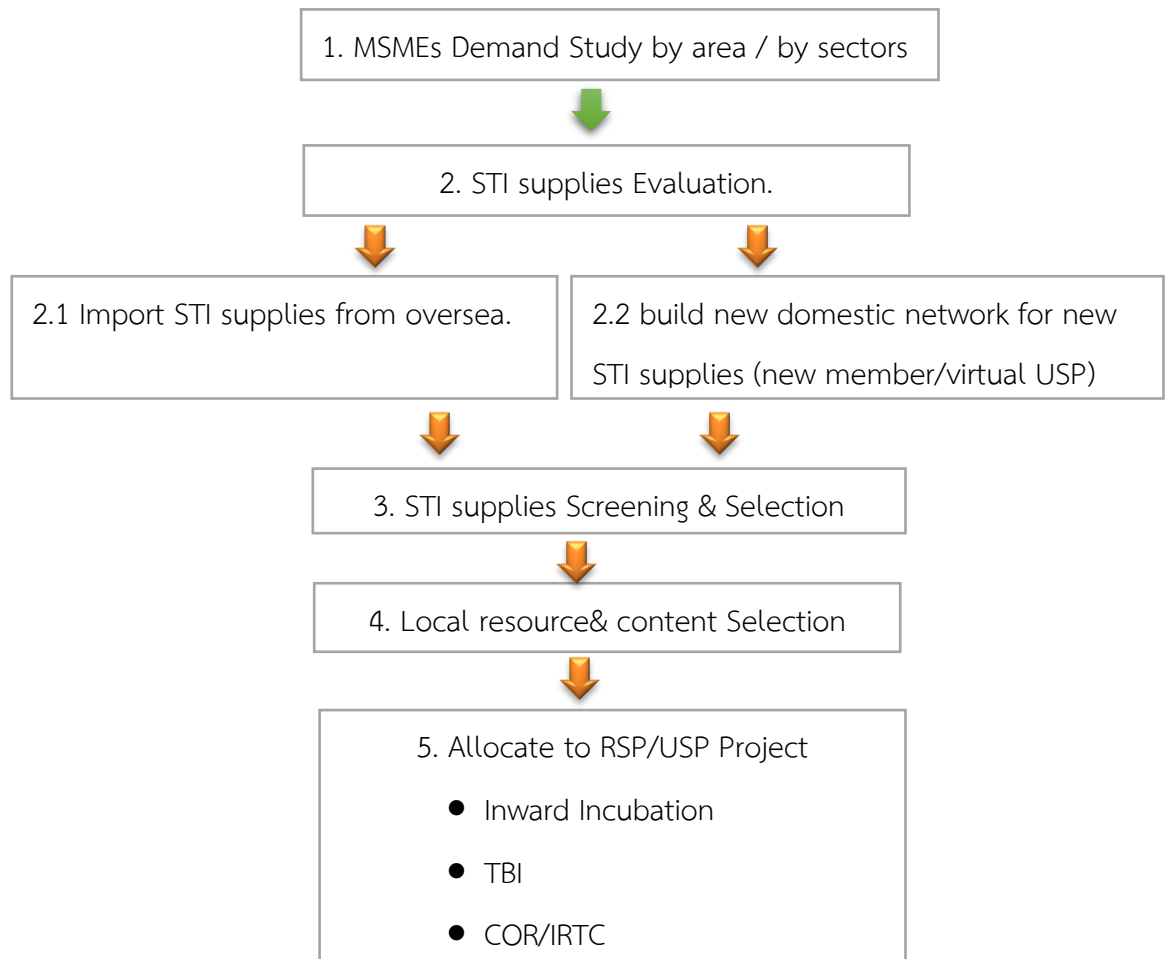 1. MSMEs Demand Study by area / by sectors
2. STI supplies Evaluation.
2.1 Import STI supplies from oversea.
2.2 build new domestic network for new
STI supplies (new member/virtual USP)
3. STI supplies Screening & Selection
4. Local resource& content Selection
5. Allocate to RSP/USP Project
● Inward Incubation
● TBI
● COR/IRTC